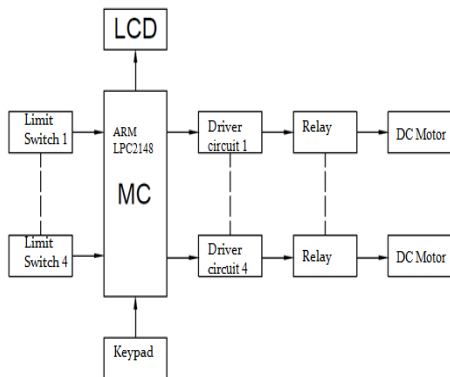 LCD
Limit
Switch 1
ARM
LPC2148
MC
Driver
circuit 1
Relay
DC Motor
Limit
Switch 4
Driver
circuit 4
Relay
DC Motor
Keypad